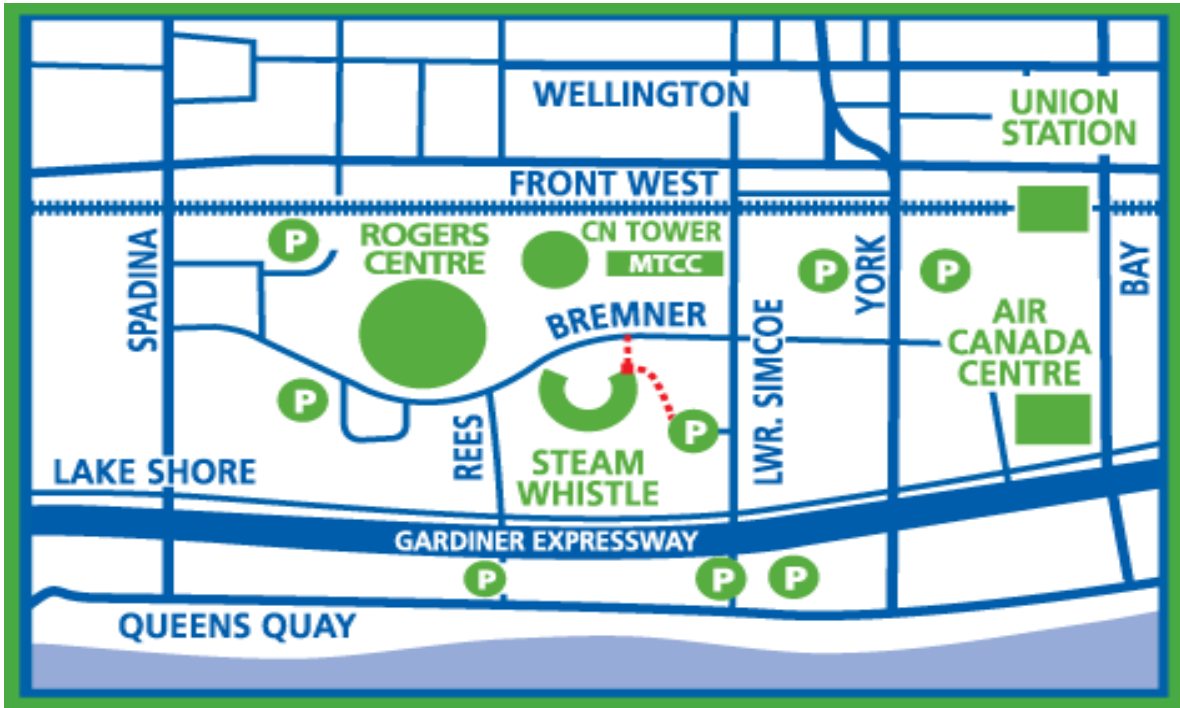 WELLINGTON
UNION
STATION
FRONT WEST
SPADINA
P
ROGERS
CENTRE
CN TOWER
MTCC
P
YORK
P
BAY
BREMNER
LWR. SIMCOE
AIR
CANADA
CENTRE
P
REES
P
STEAM
WHISTLE
LAKE SHORE
GARDINER EXPRESSWAY
P
P
P
QUEENS QUAY